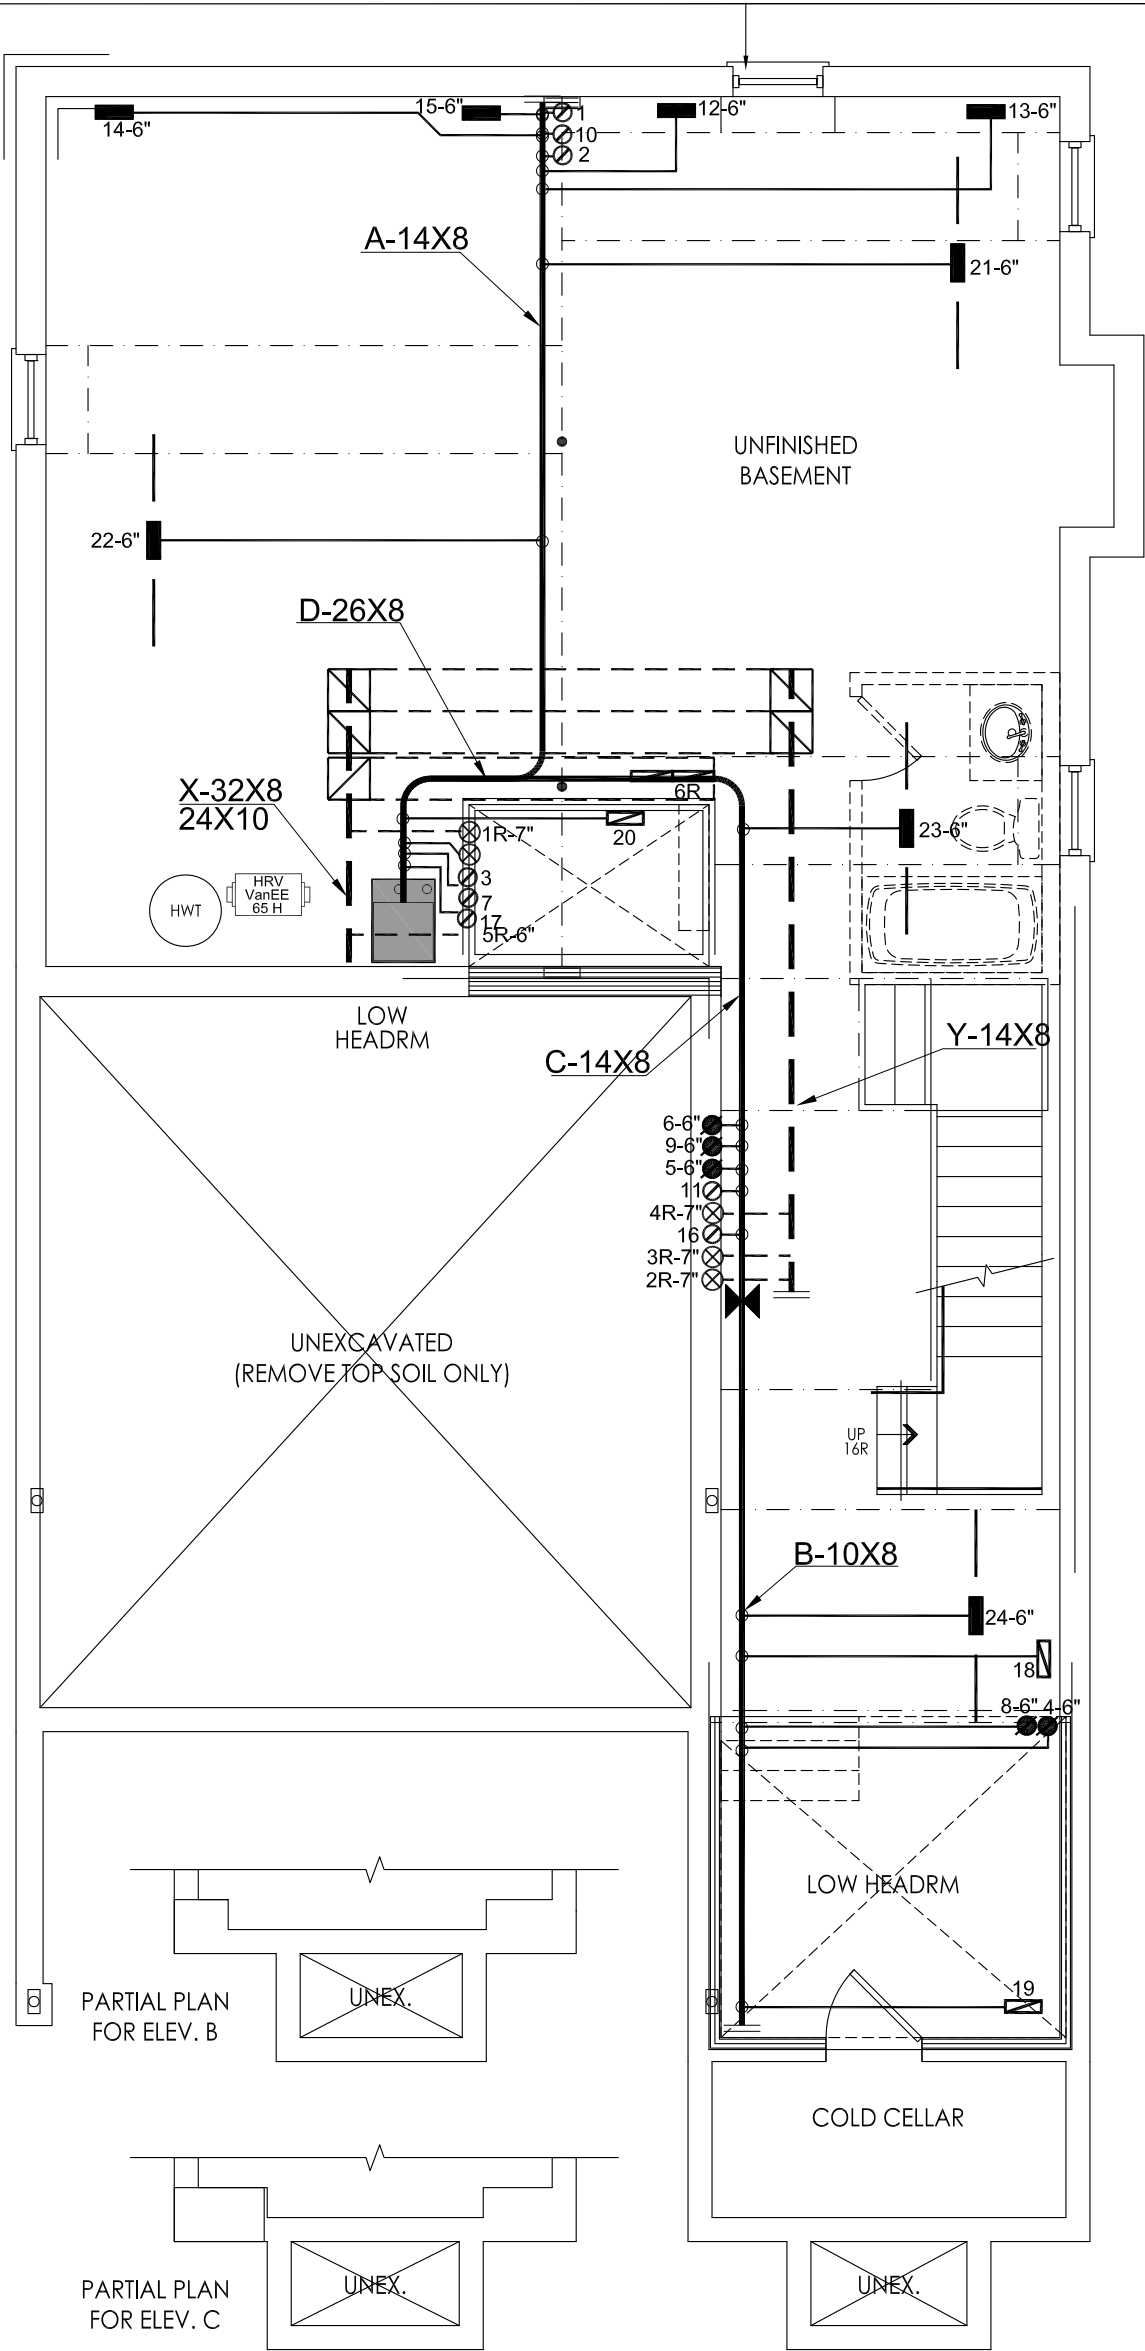 14-6"
15-6"
1
10
2
12-6"
13-6"
A-14X8
21-6"
UNFINISHED
BASEMENT
22-6"
D-26X8
X-32X8
24X10
6R
1R-7"
20
23-6"
HWT
HRV
VanEE
65 H
3
7
17
5R-6"
LOW
HEADRM
C-14X8
Y-14X8
6-6"
9-6"
5-6"
11
4R-7"
16
3R-7"
2R-7"
UNEXCAVATED
(REMOVE TOP SOIL ONLY)
UP
16R
B-10X8
24-6"
18
8-6" 4-6"
LOW HEADRM
19
PARTIAL PLAN
FOR ELEV. B
UNEX.
COLD CELLAR
PARTIAL PLAN
FOR ELEV. C
UNEX.
UNEX.